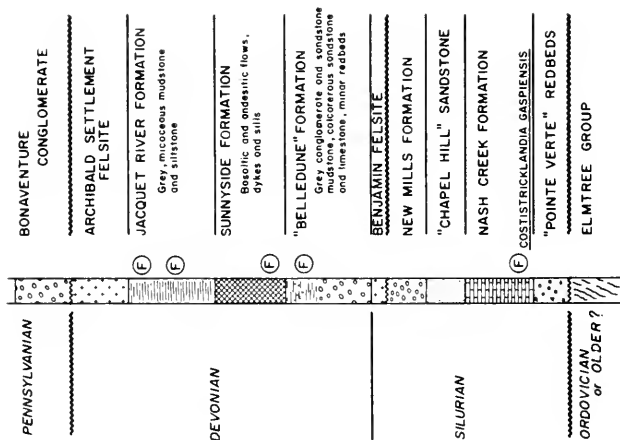 BONAVENTURE
CONGLOMERATE
ARCHIBALD SETTLEMENT
FELSITE
JACQUET RIVER FORMATION
Grey, micaceous mudstone
and siltstone
SUNNYSIDE FORMATION
Basaltic and andesitic flows,
dykes and sills
"BELLEDUNE" FORMATION
Grey conglomerate and sandstone
mudstone, calcarerous sandstone
and limestone, minor redbeds
BENJAMIN FELSITE
NEW MILLS FORMATION
"CHAPEL HILL" SANDSTONE
NASH CREEK FORMATION
COSTISTRICKLANDIA GASPIENSIS
"POINTE VERTE" REDBEDS
ELMTREE GROUP
F
F
F
F
F
PENNSYLVANIAN
DEVONIAN
SILURIAN
ORDOVICIAN
or OLDER?